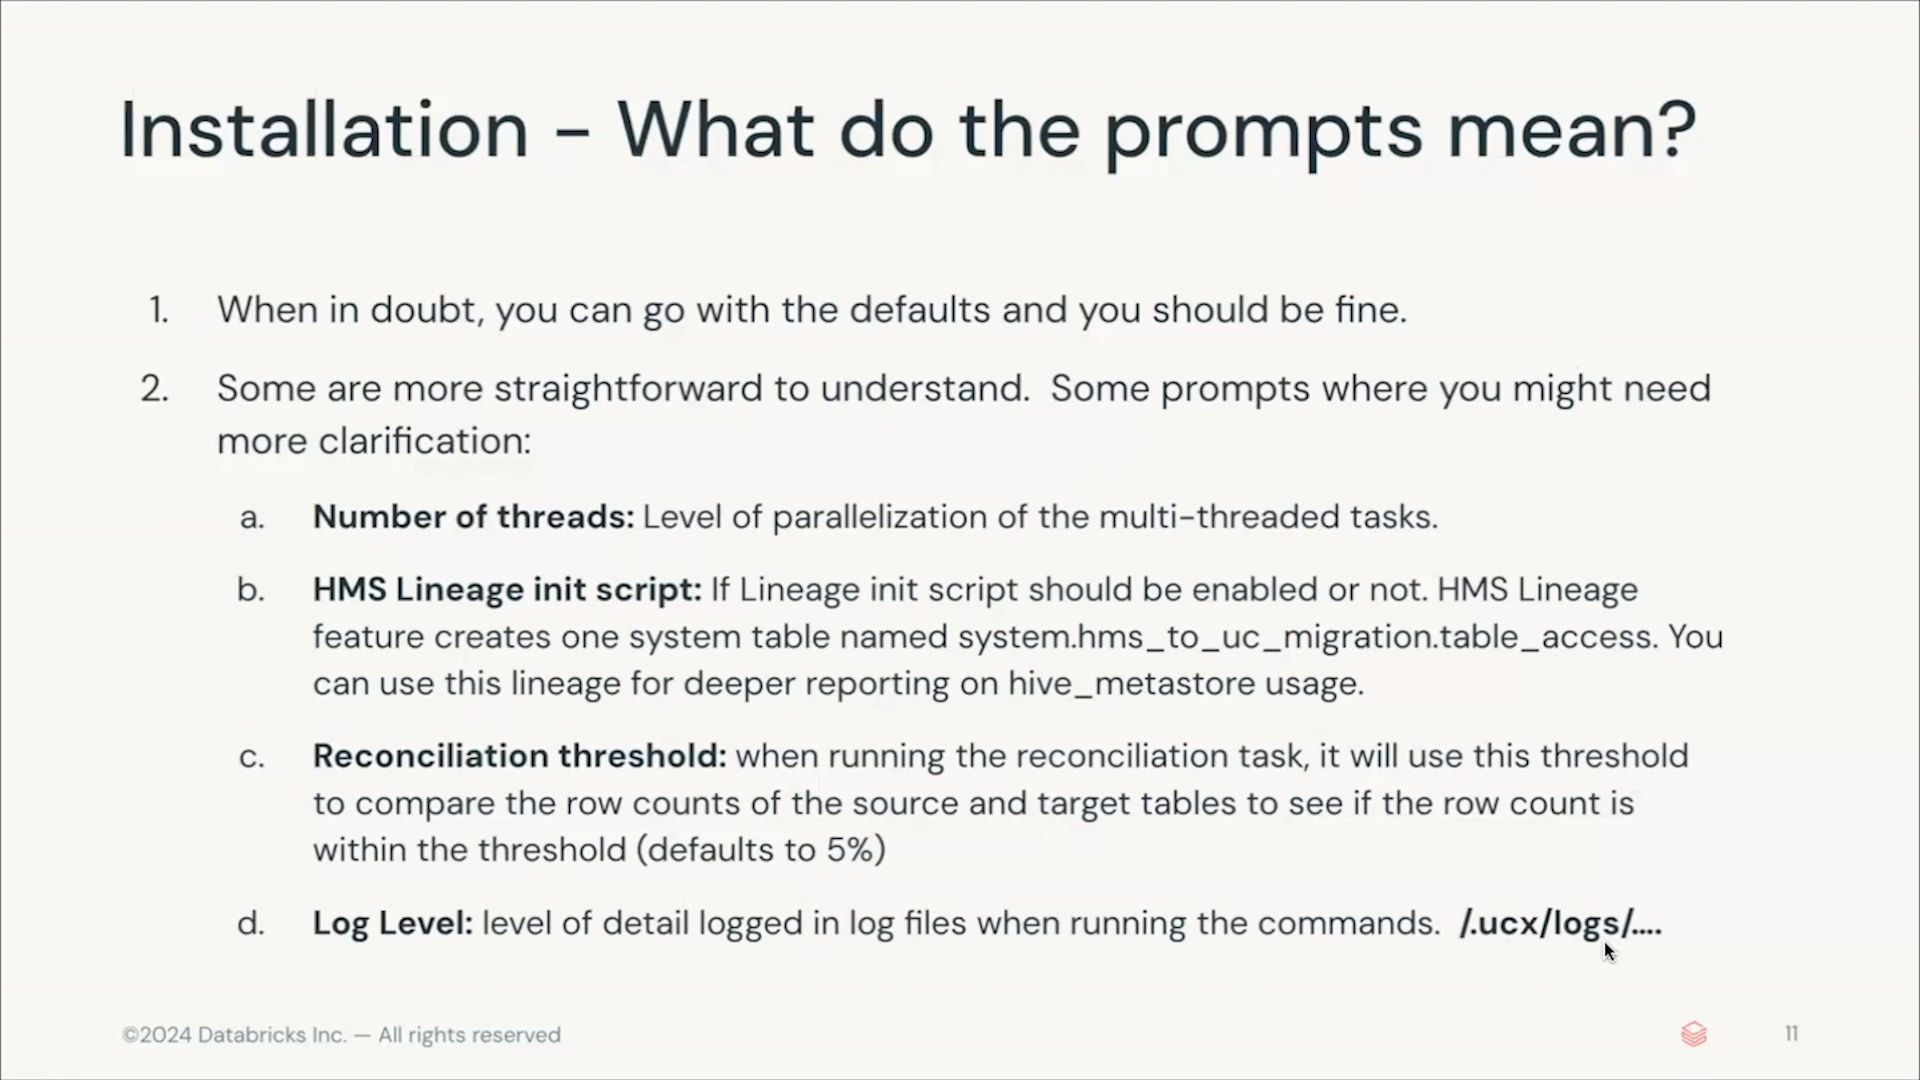 Installation - What do the prompts mean?
1. When in doubt, you can go with the defaults and you should be fine.
2. Some are more straightforward to understand. Some prompts where you might need
more clarification:
a. Number of threads: Level of parallelization of the multi-threaded tasks.
b. HMS Lineage init script: If Lineage init script should be enabled or not. HMS Lineage
feature creates one system table named system.hms_to_uc_migration.table_access. You
can use this lineage for deeper reporting on hive_metastore usage.
c. Reconciliation threshold: when running the reconciliation task, it will use this threshold
to compare the row counts of the source and target tables to see if the row count is
within the threshold (defaults to 5%)
d. Log Level: level of detail logged in log files when running the commands. /.ucx/logs/....
©2024 Databricks Inc. — All rights reserved
11